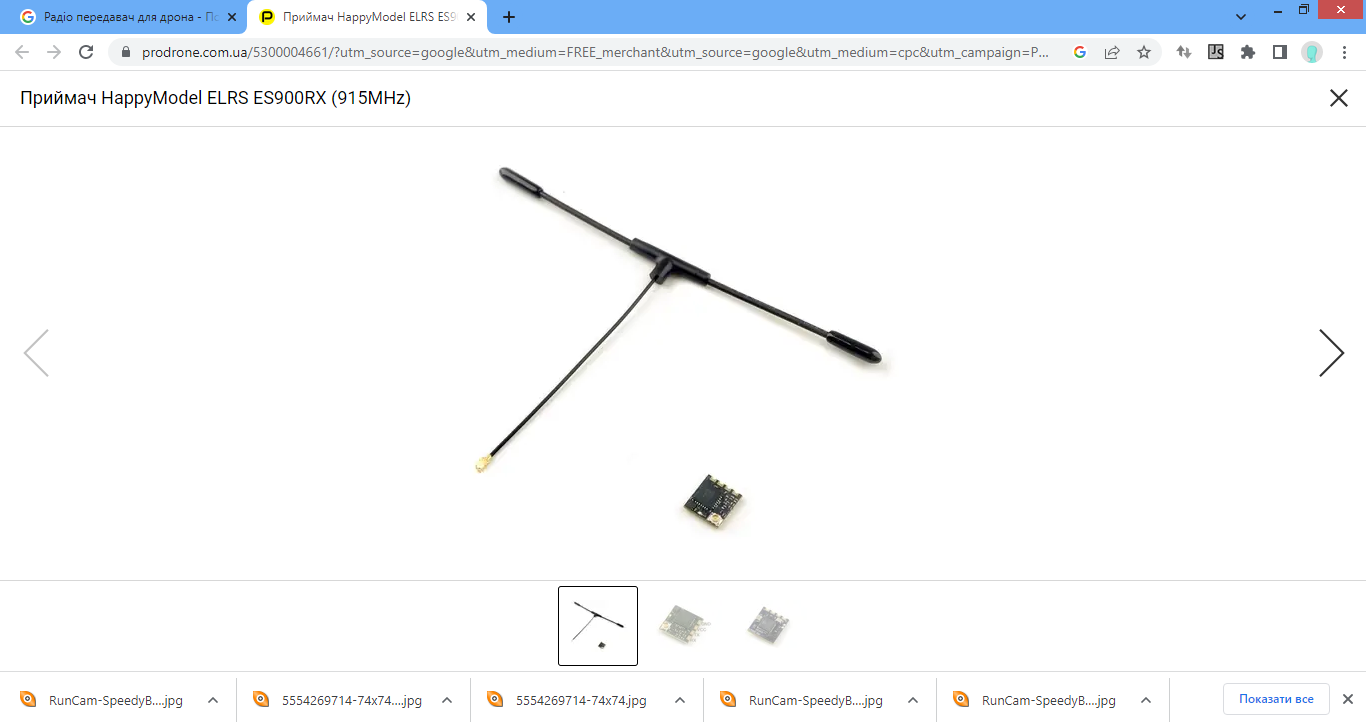 Радіо передавач для дрона - По
Приймач HappyModel ELRS ES9
prodrone.com.ua/5300004661/?utm_source=google&utm_medium=FREE_merchant&utm_source=google&utm_medium=cpc&utm_campaign=P...
Приймач HappyModel ELRS ES900RX (915MHz)
RunCam-SpeedyB....jpg
5554269714-74x74....jpg
5554269714-74x74.jpg
RunCam-SpeedyB....jpg
RunCam-SpeedyB....jpg
Показати все